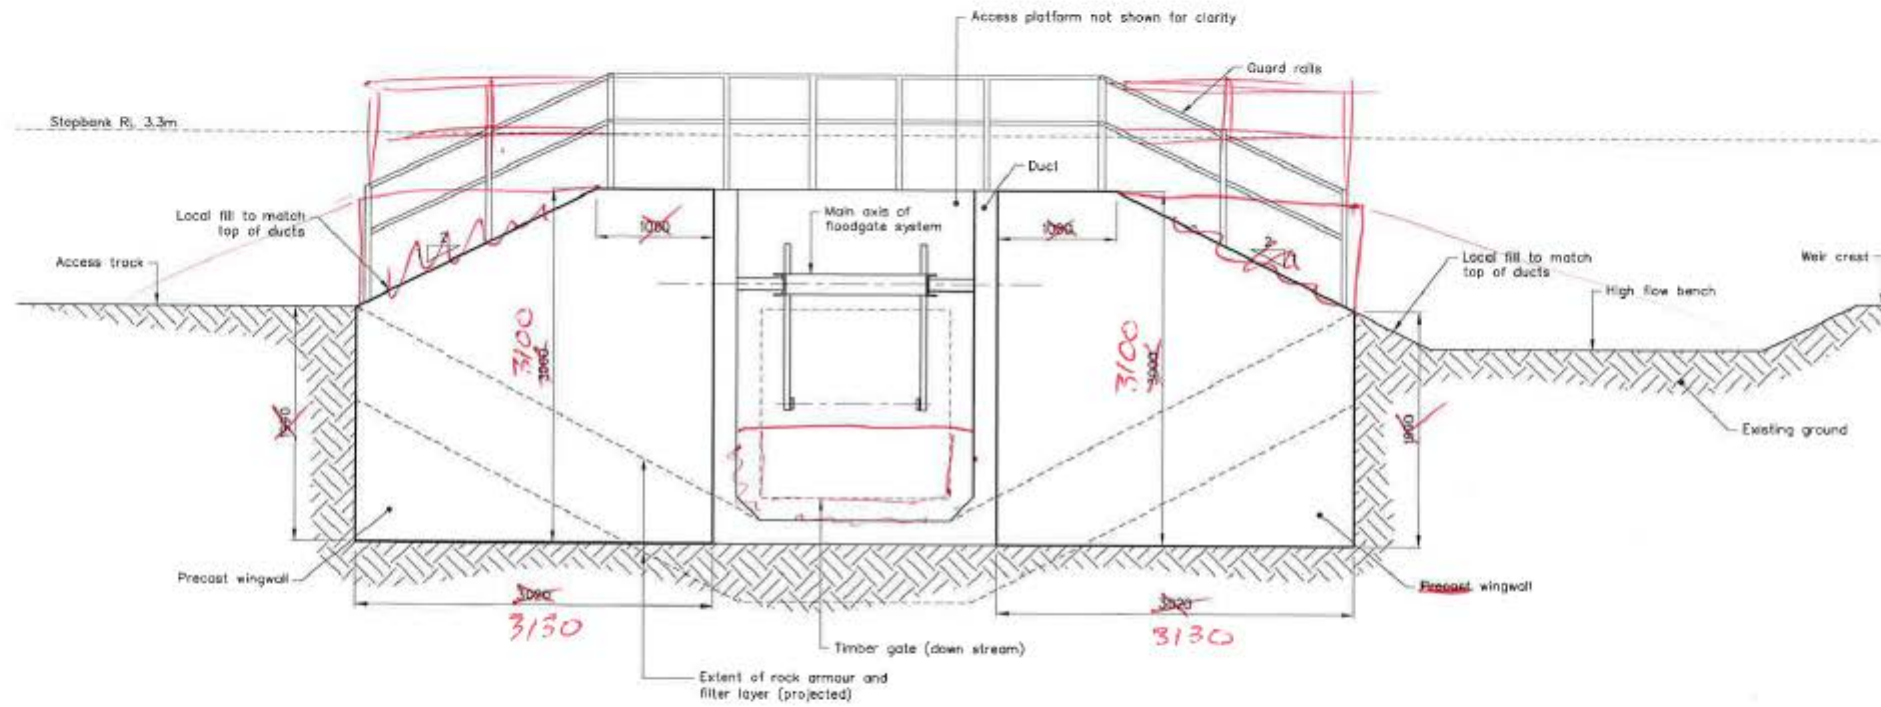 Access platform not shown for clarity
Guard rails
Stopbank RL 3.3m
Duct
Local fill to match
top of ducts
Main axis of
floodgate system
1000
1000
2
2
1
Local fill to match
top of ducts
Access track
Weir crest
High flow bench
3100
3000
3100
3000
1900
Existing ground
Precast wingwall
Precast wingwall
3130
3020
3130
Timber gate (down stream)
Extent of rock armour and
filter layer (projected)